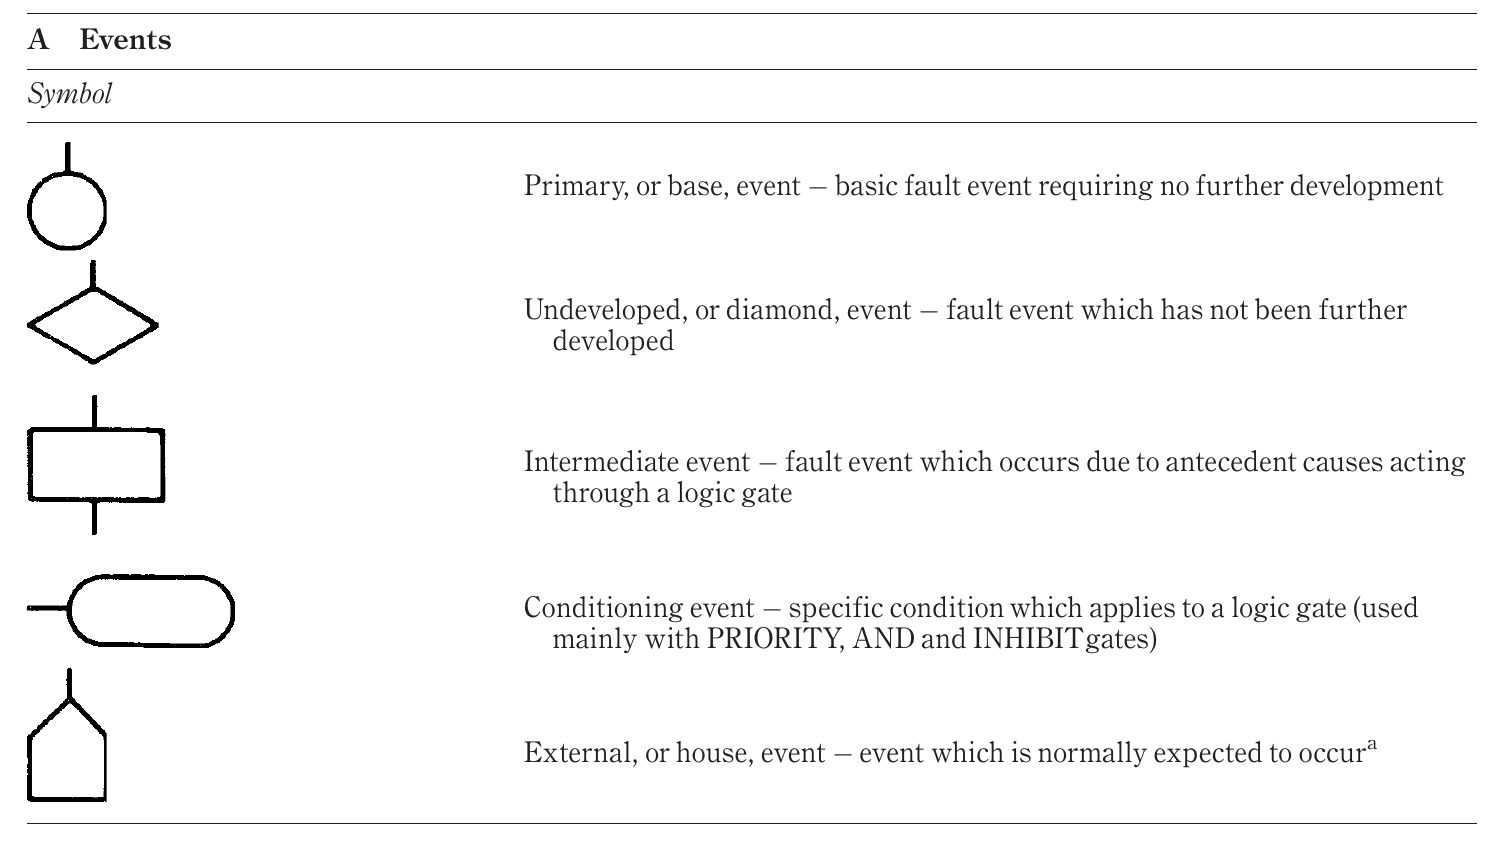 A Events
Symbol
Primary, or base, event – basic fault event requiring no further development
Undeveloped, or diamond, event – fault event which has not been further
developed
Intermediate event – fault event which occurs due to antecedent causes acting
through a logic gate
Conditioning event – specific condition which applies to a logic gate (used
mainly with PRIORITY, AND and INHIBIT gates)
External, or house, event – event which is normally expected to occurᵃ